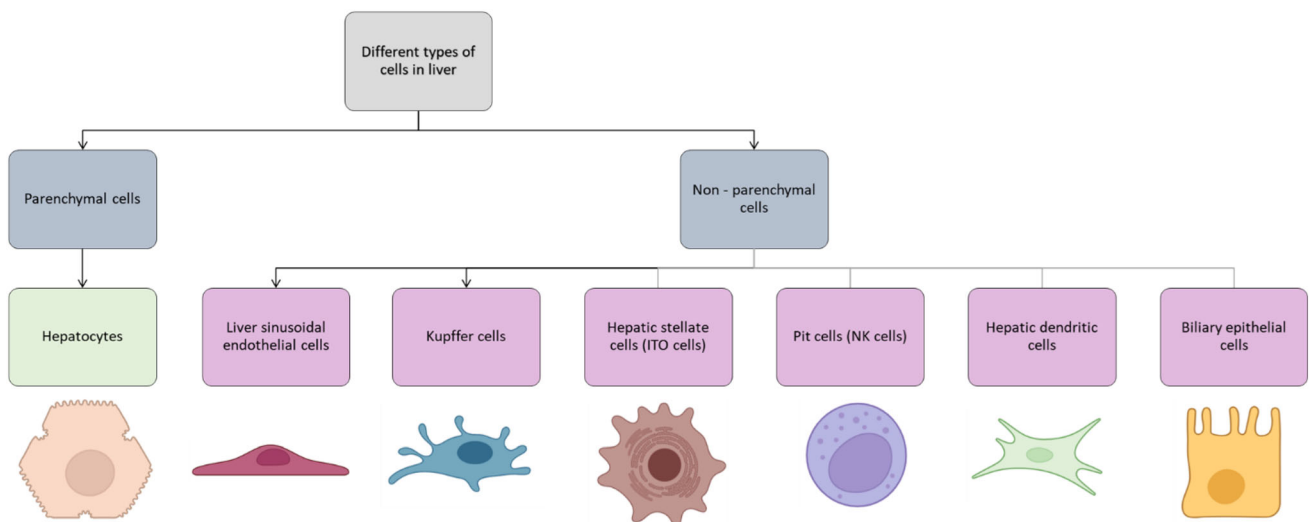 Different types of
cells in liver
Parenchymal cells
Non - parenchymal
cells
Hepatocytes
Liver sinusoidal
endothelial cells
Kupffer cells
Hepatic stellate
cells (ITO cells)
Pit cells (NK cells)
Hepatic dendritic
cells
Biliary epithelial
cells